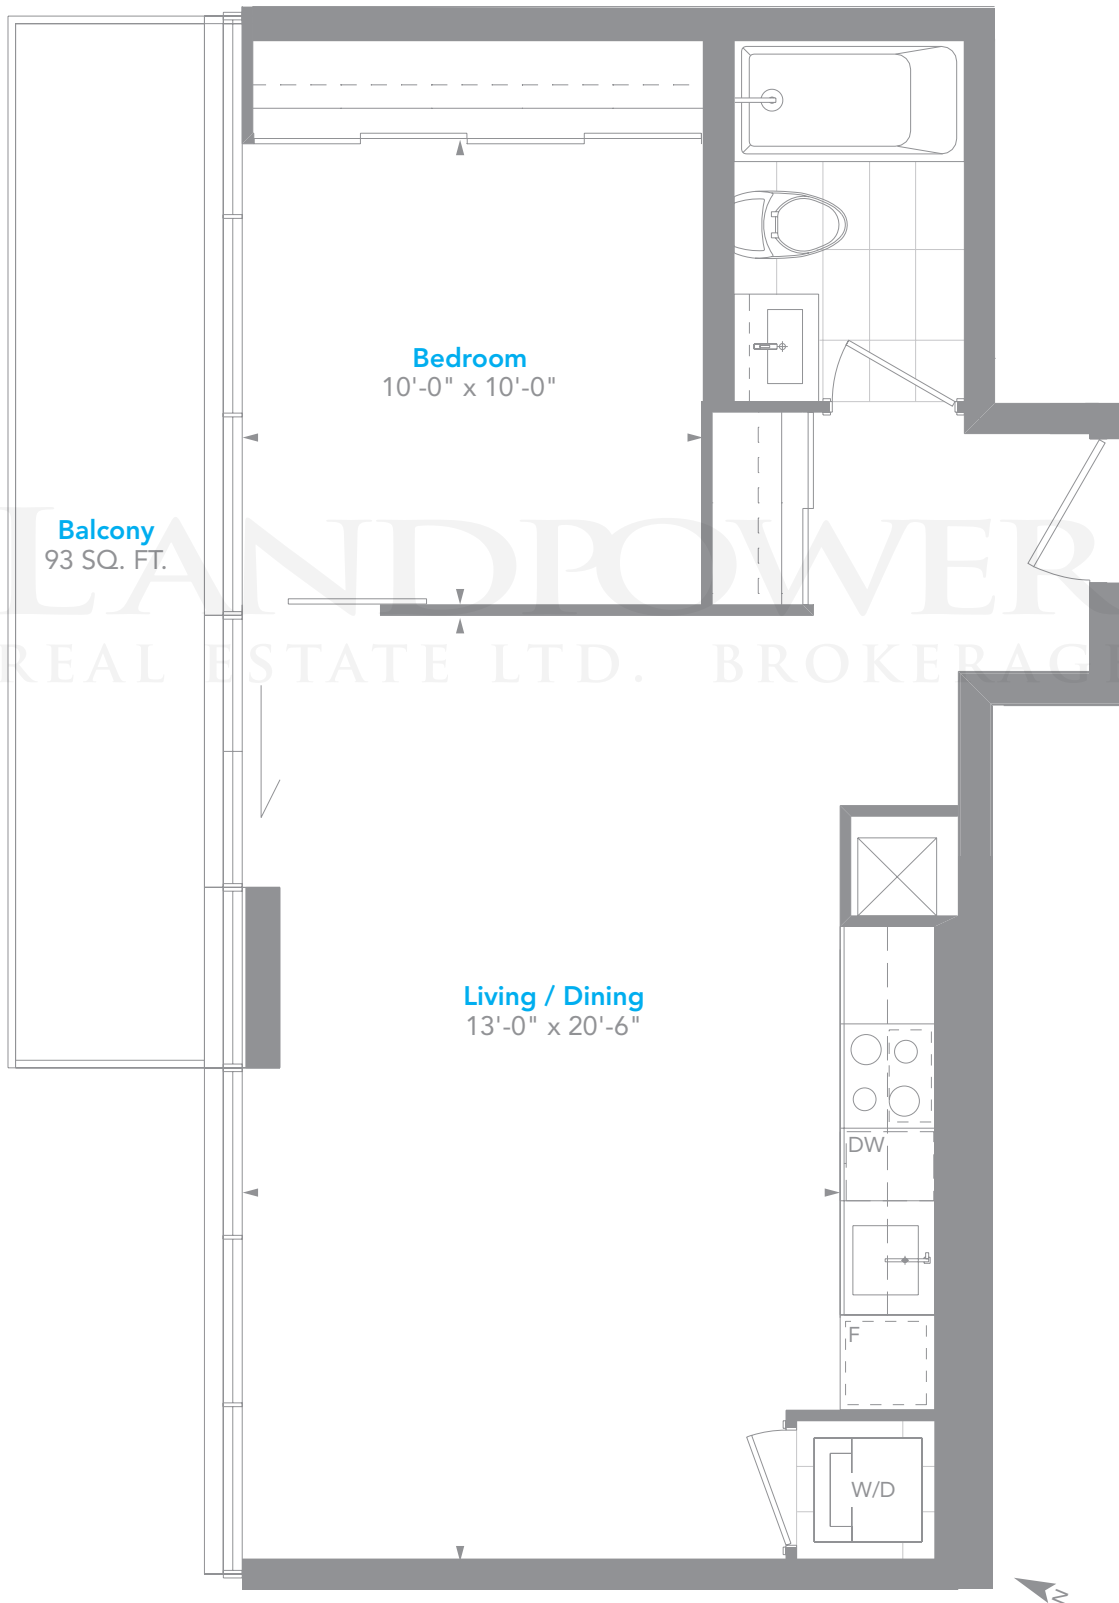 Bedroom
10'-0" x 10'-0"
Balcony
93 SQ. FT.
LANDPOWER
REAL ESTATE LTD. BROKERAGE
Living / Dining
13'-0" x 20'-6"
DW
F
W/D
N